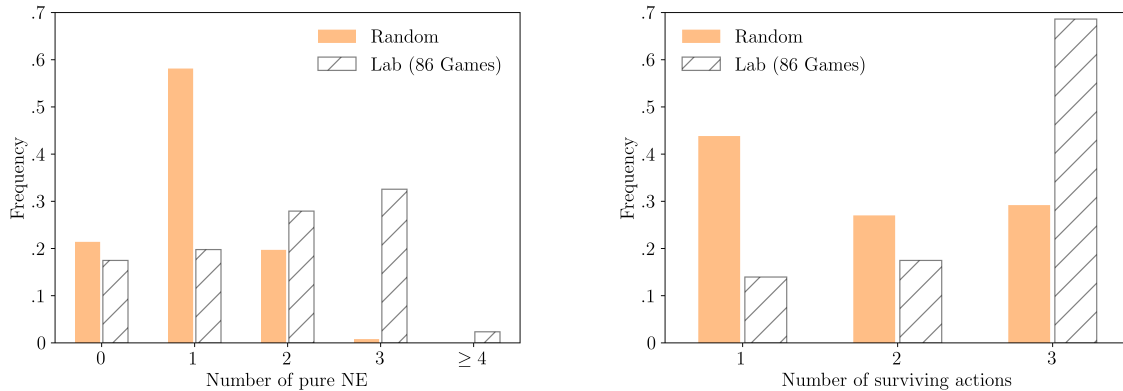 .7
.6
.5
.4
.3
.2
.1
0
Frequency
Random
Lab (86 Games)
0 1 2 3 ≥ 4
Number of pure NE
.7
.6
.5
.4
.3
.2
.1
0
Frequency
Random
Lab (86 Games)
1 2 3
Number of surviving actions